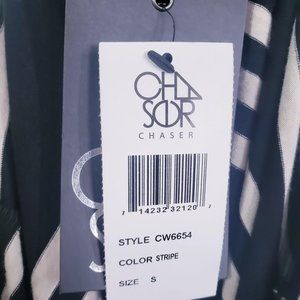 CHA
SER
CHASER
7 14232 32120 7
STYLE CW6654
COLOR STRIPE
SIZE S